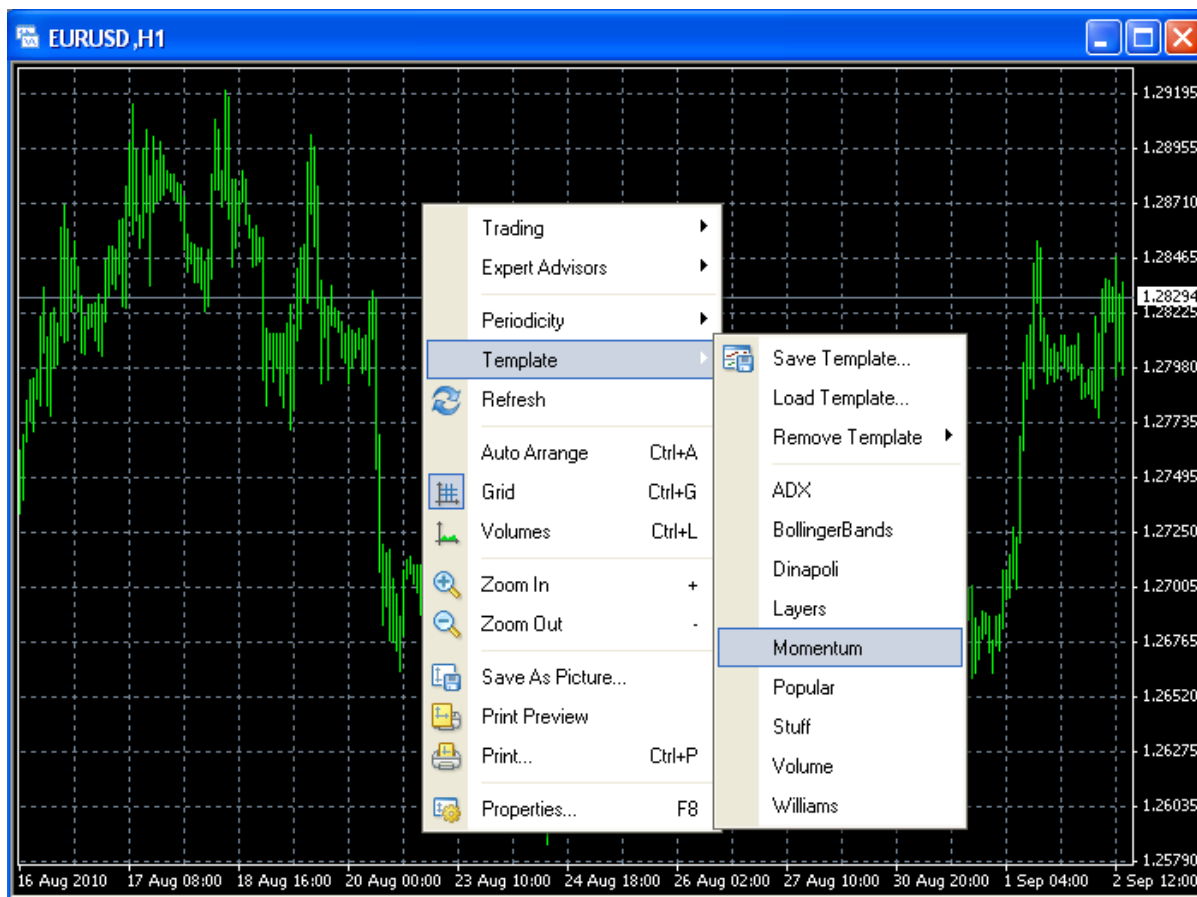 EURUSD,H1
1.29195
1.28955
1.28710
1.28465
1.28294
1.28225
1.27980
1.27735
1.27495
1.27250
1.27005
1.26765
1.26520
1.26275
1.26035
1.25790
Trading
Expert Advisors
Periodicity
Template
Refresh
Auto Arrange Ctrl+A
Grid Ctrl+G
Volumes Ctrl+L
Zoom In +
Zoom Out -
Save As Picture...
Print Preview
Print... Ctrl+P
Properties... F8
Save Template...
Load Template...
Remove Template
ADX
BollingerBands
Dinapoli
Layers
Momentum
Popular
Stuff
Volume
Williams
16 Aug 2010 17 Aug 08:00 18 Aug 16:00 20 Aug 00:00 23 Aug 10:00 24 Aug 18:00 26 Aug 02:00 27 Aug 10:00 30 Aug 20:00 1 Sep 04:00 2 Sep 12:00